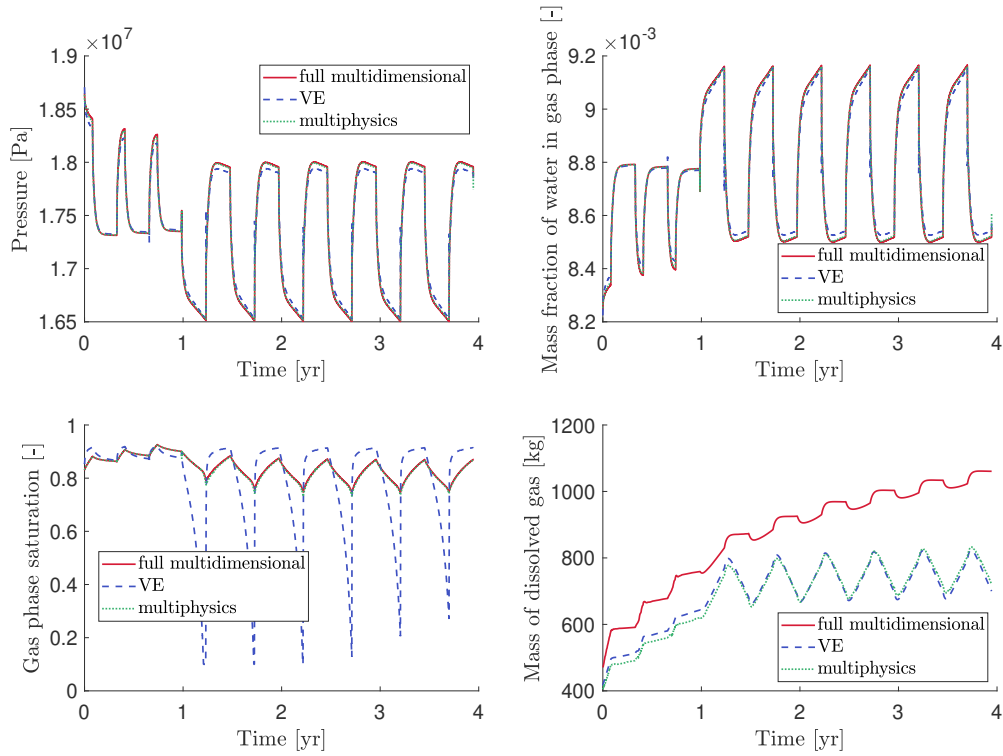 ×10⁷
1.9
1.85
1.8
1.75
1.7
1.65
Pressure [Pa]
full multidimensional
VE
multiphysics
0 1 2 3 4
Time [yr]
×10⁻³
9.2
9
8.8
8.6
8.4
8.2
Mass fraction of water in gas phase [-]
full multidimensional
VE
multiphysics
0 1 2 3 4
Time [yr]
1
0.8
0.6
0.4
0.2
0
Gas phase saturation [-]
full multidimensional
VE
multiphysics
0 1 2 3 4
Time [yr]
1200
1000
800
600
400
Mass of dissolved gas [kg]
full multidimensional
VE
multiphysics
0 1 2 3 4
Time [yr]